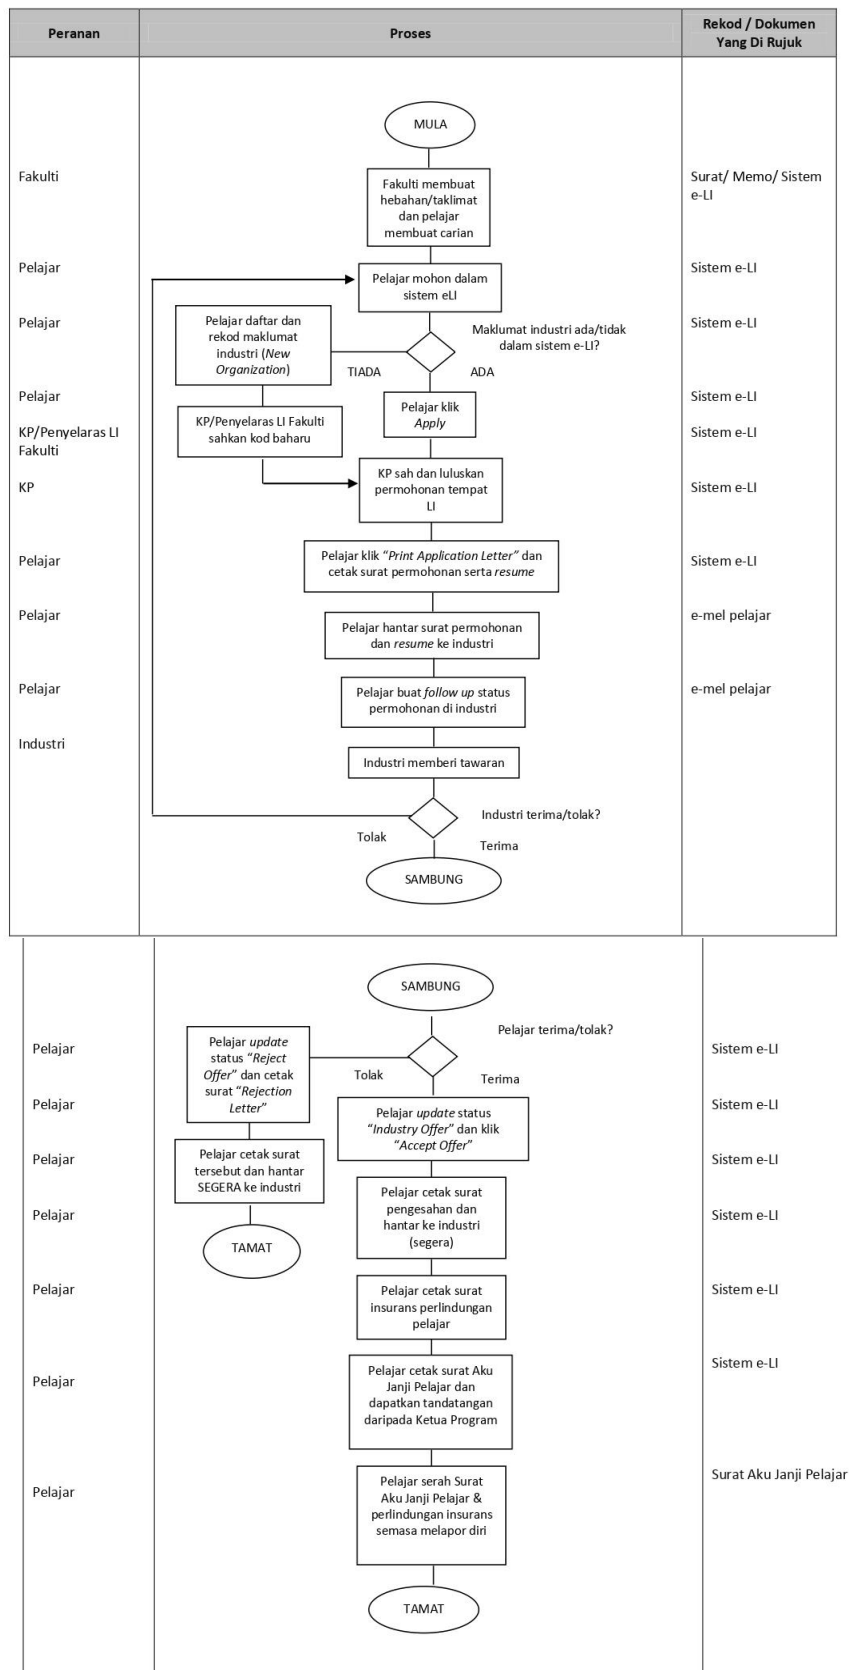 Peranan
Proses
Rekod / Dokumen
Yang Di Rujuk
MULA
Fakulti
Fakulti membuat
hebahan/taklimat
dan pelajar
membuat carian
Surat/ Memo/ Sistem
e-LI
Pelajar
Pelajar mohon dalam
sistem eLI
Sistem e-LI
Pelajar
Pelajar daftar dan
rekod maklumat
industri (New
Organization)
Maklumat industri ada/tidak
dalam sistem e-LI?
Sistem e-LI
TIADA
ADA
Pelajar
Pelajar klik
Apply
Sistem e-LI
KP/Penyelaras LI
Fakulti
KP/Penyelaras LI Fakulti
sahkan kod baharu
Sistem e-LI
KP
KP sah dan luluskan
permohonan tempat
LI
Sistem e-LI
Pelajar
Pelajar klik “Print Application Letter” dan
cetak surat permohonan serta resume
Sistem e-LI
Pelajar
Pelajar hantar surat permohonan
dan resume ke industri
e-mel pelajar
Pelajar
Pelajar buat follow up status
permohonan di industri
e-mel pelajar
Industri
Industri memberi tawaran
Industri terima/tolak?
Tolak
Terima
SAMBUNG
SAMBUNG
Pelajar terima/tolak?
Pelajar
Pelajar update
status “Reject
Offer” dan cetak
surat “Rejection
Letter”
Sistem e-LI
Tolak
Terima
Pelajar
Pelajar update status
“Industry Offer” dan klik
“Accept Offer”
Sistem e-LI
Pelajar
Pelajar cetak surat
tersebut dan hantar
SEGERA ke industri
Sistem e-LI
Pelajar
Pelajar cetak surat
pengesahan dan
hantar ke industri
(segera)
Sistem e-LI
TAMAT
Pelajar
Pelajar cetak surat
insurans perlindungan
pelajar
Sistem e-LI
Pelajar
Pelajar cetak surat Aku
Janji Pelajar dan
dapatkan tandatangan
daripada Ketua Program
Sistem e-LI
Pelajar
Pelajar serah Surat
Aku Janji Pelajar &
perlindungan insurans
semasa melapor diri
Surat Aku Janji Pelajar
TAMAT